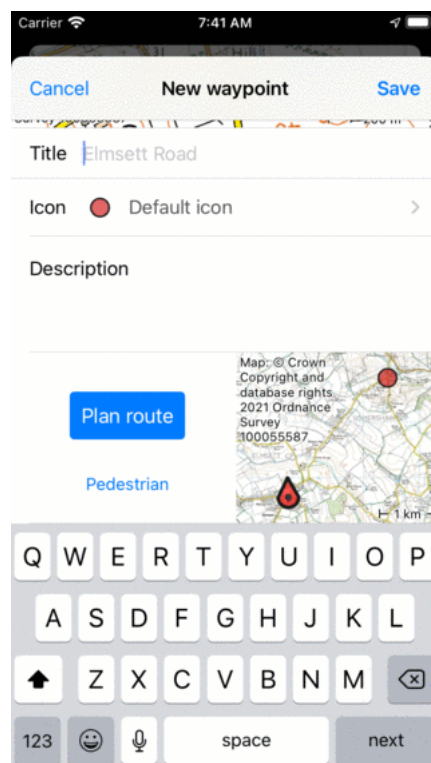 Carrier 7:41 AM
Cancel New waypoint Save
Title Elmsett Road
Icon Default icon
Description
Map: © Crown
Copyright and
database rights
2021 Ordnance
Survey
100055587
Plan route
Pedestrian
1 km
Q W E R T Y U I O P
A S D F G H J K L
Z X C V B N M
123 space next